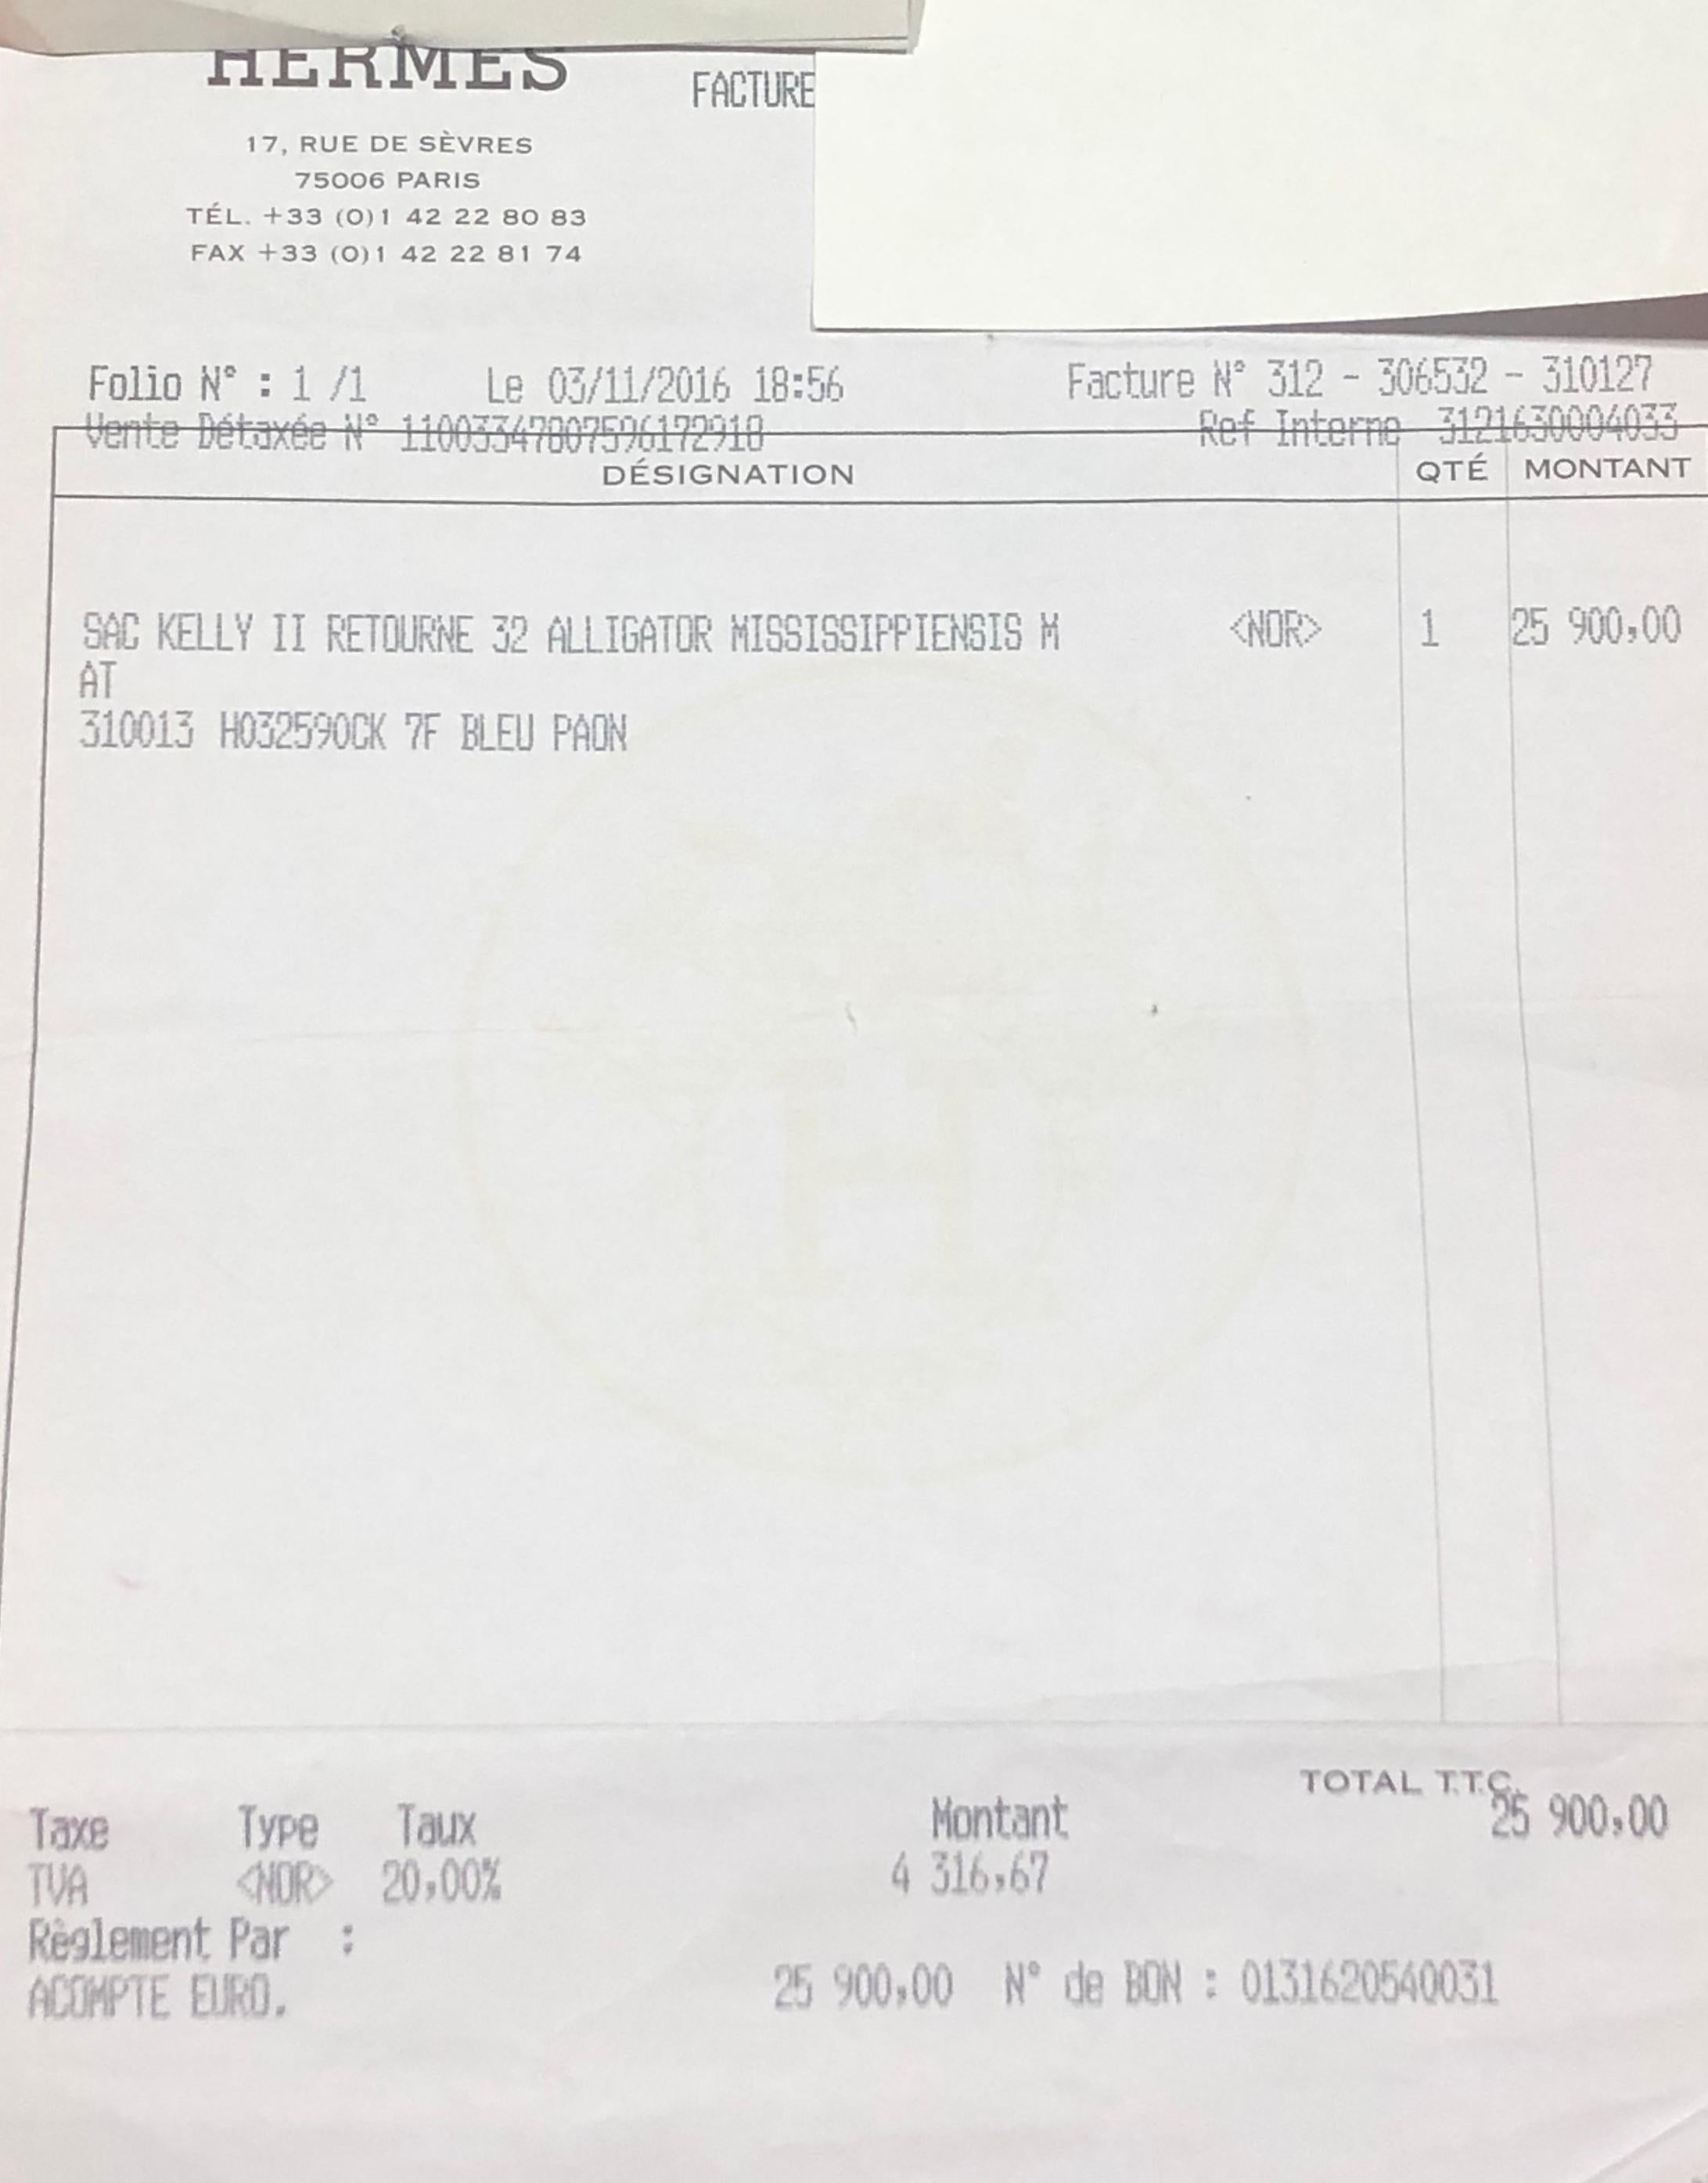 HERMES
FACTURE
17, RUE DE SÈVRES
75006 PARIS
TÉL. +33 (0)1 42 22 80 83
FAX +33 (0)1 42 22 81 74
Folio N° : 1 /1 Le 03/11/2016 18:56 Facture N° 312 - 306532 - 310127
Vente Détaxée N° 11003347807596172918 Ref Interne 3121630004033
DÉSIGNATION QTÉ MONTANT
SAC KELLY II RETOURNE 32 ALLIGATOR MISSISSIPPIENSIS M <NOR> 1 25 900,00
AT
310013 H032590CK 7F BLEU PAON
TOTAL T.T.C.
Taxe Type Taux Montant 25 900,00
TVA <NOR> 20,00% 4 316,67
Règlement Par :
ACOMPTE EURO. 25 900,00 N° de BON : 0131620540031